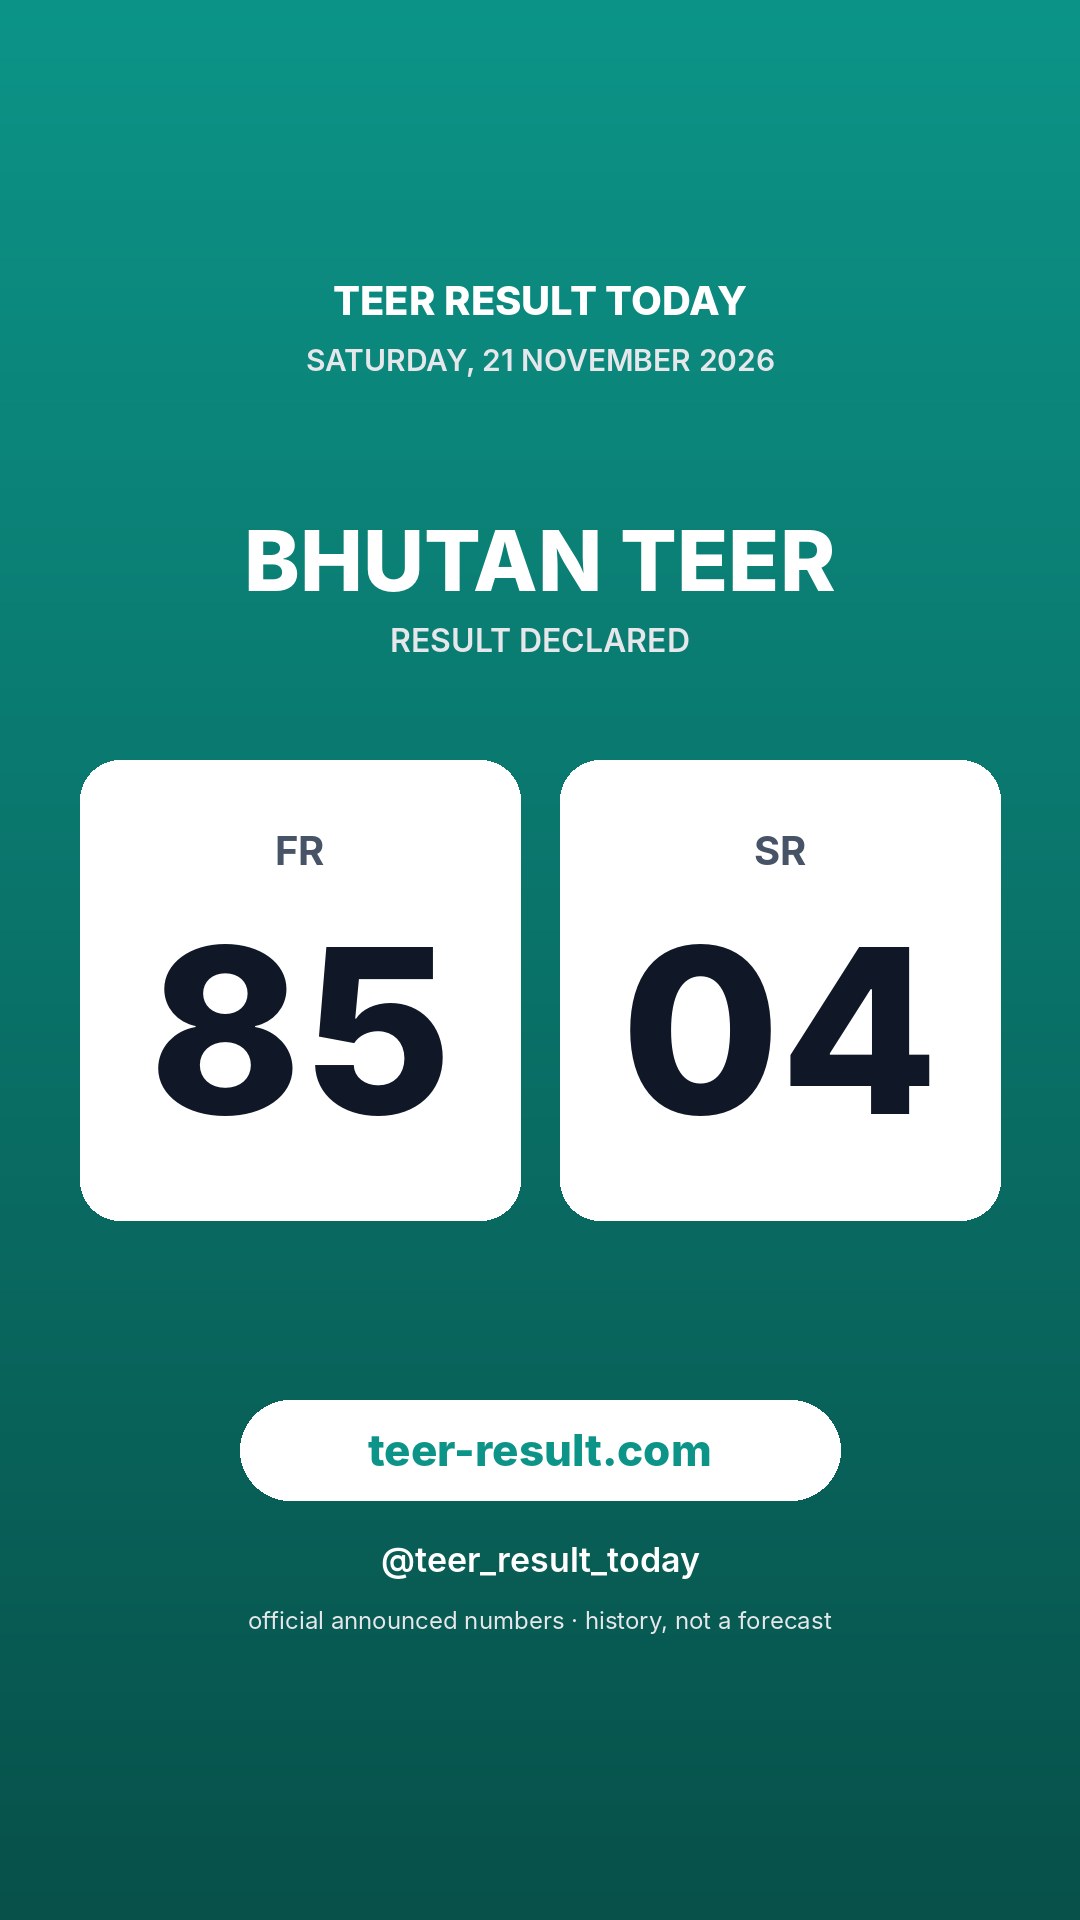 TEER RESULT TODAY
SATURDAY, 21 NOVEMBER 2026
BHUTAN TEER
RESULT DECLARED
FR
85
SR
04
teer-result.com
@teer_result_today
official announced numbers · history, not a forecast